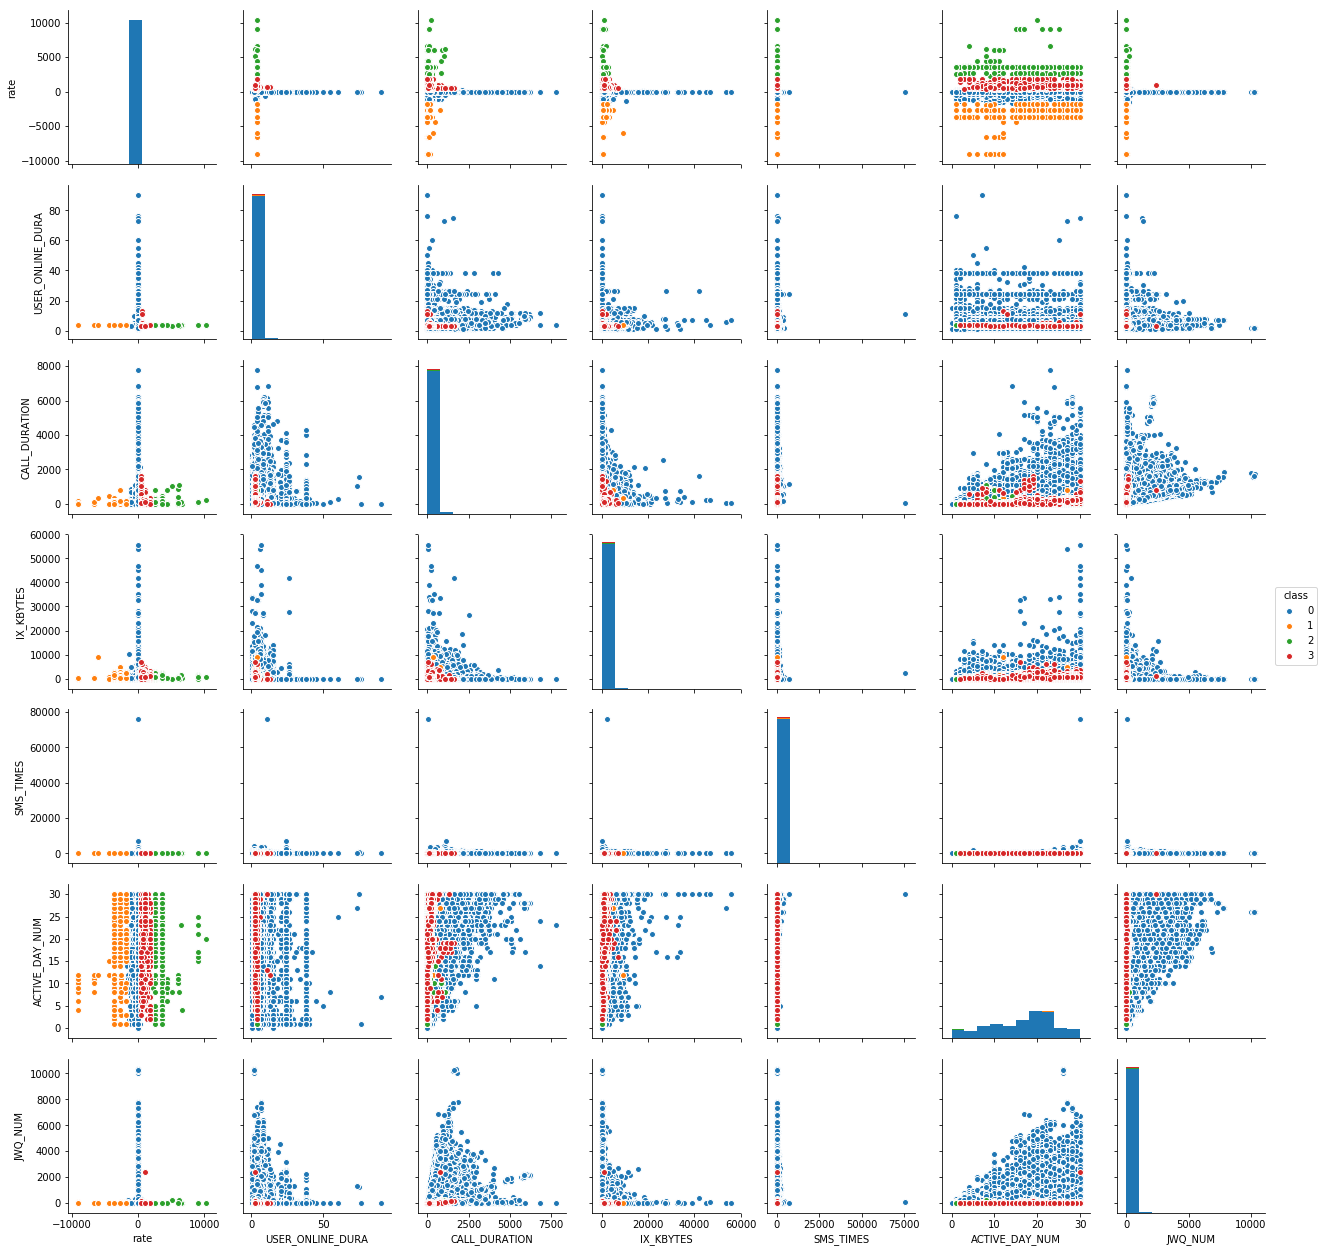 10000
5000
0
−5000
−10000
rate
80
60
40
20
0
USER_ONLINE_DURA
8000
6000
4000
2000
0
CALL_DURATION
60000
50000
40000
30000
20000
10000
0
IX_KBYTES
class
0
1
2
3
80000
60000
40000
20000
0
SMS_TIMES
30
25
20
15
10
5
0
ACTIVE_DAY_NUM
10000
8000
6000
4000
2000
0
JWQ_NUM
−10000 0 10000
rate
0 50
USER_ONLINE_DURA
0 2500 5000 7500
CALL_DURATION
0 20000 40000 60000
IX_KBYTES
0 25000 50000 75000
SMS_TIMES
0 10 20 30
ACTIVE_DAY_NUM
0 5000 10000
JWQ_NUM